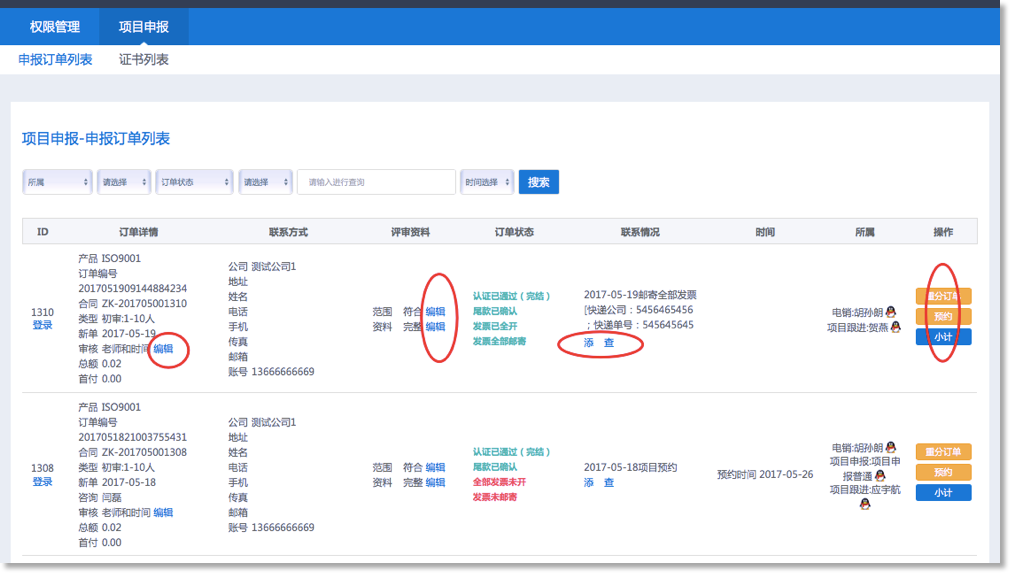 权限管理 项目申报
申报订单列表 证书列表
项目申报-申报订单列表
所属 请选择 订单状态 请选择 请输入进行查询 时间选择 搜索
ID 订单详情 联系方式 评审资料 订单状态 联系情况 时间 所属 操作
1310
登录
产品 ISO9001
订单编号
2017051909144884234
合同 ZK-201705001310
类型 初审:1-10人
新单 2017-05-19
审核 老师和时间 编辑
总额 0.02
首付 0.00
公司 测试公司1
地址
姓名
电话
手机
传真
邮箱
账号 13666666669
范围 符合 编辑
资料 完整 编辑
认证已通过（完结）
尾款已确认
发票已全开
发票全部邮寄
2017-05-19邮寄全部发票
[快递公司：5465465456
；快递单号：545645645
添 查
电销:胡孙朗
项目跟进:贺燕
重分订单
预约
小计
1308
登录
产品 ISO9001
订单编号
2017051821003755431
合同 ZK-201705001308
类型 初审:1-10人
新单 2017-05-18
咨询 闫磊
审核 老师和时间 编辑
总额 0.02
首付 0.00
公司 测试公司1
地址
姓名
电话
手机
传真
邮箱
账号 13666666669
范围 符合 编辑
资料 完整 编辑
认证已通过（完结）
尾款已确认
全部发票未开
发票未邮寄
2017-05-18项目预约
添 查
预约时间 2017-05-26
电销:胡孙朗
项目申报:项目申
报普通
项目跟进:应宇航
重分订单
预约
小计